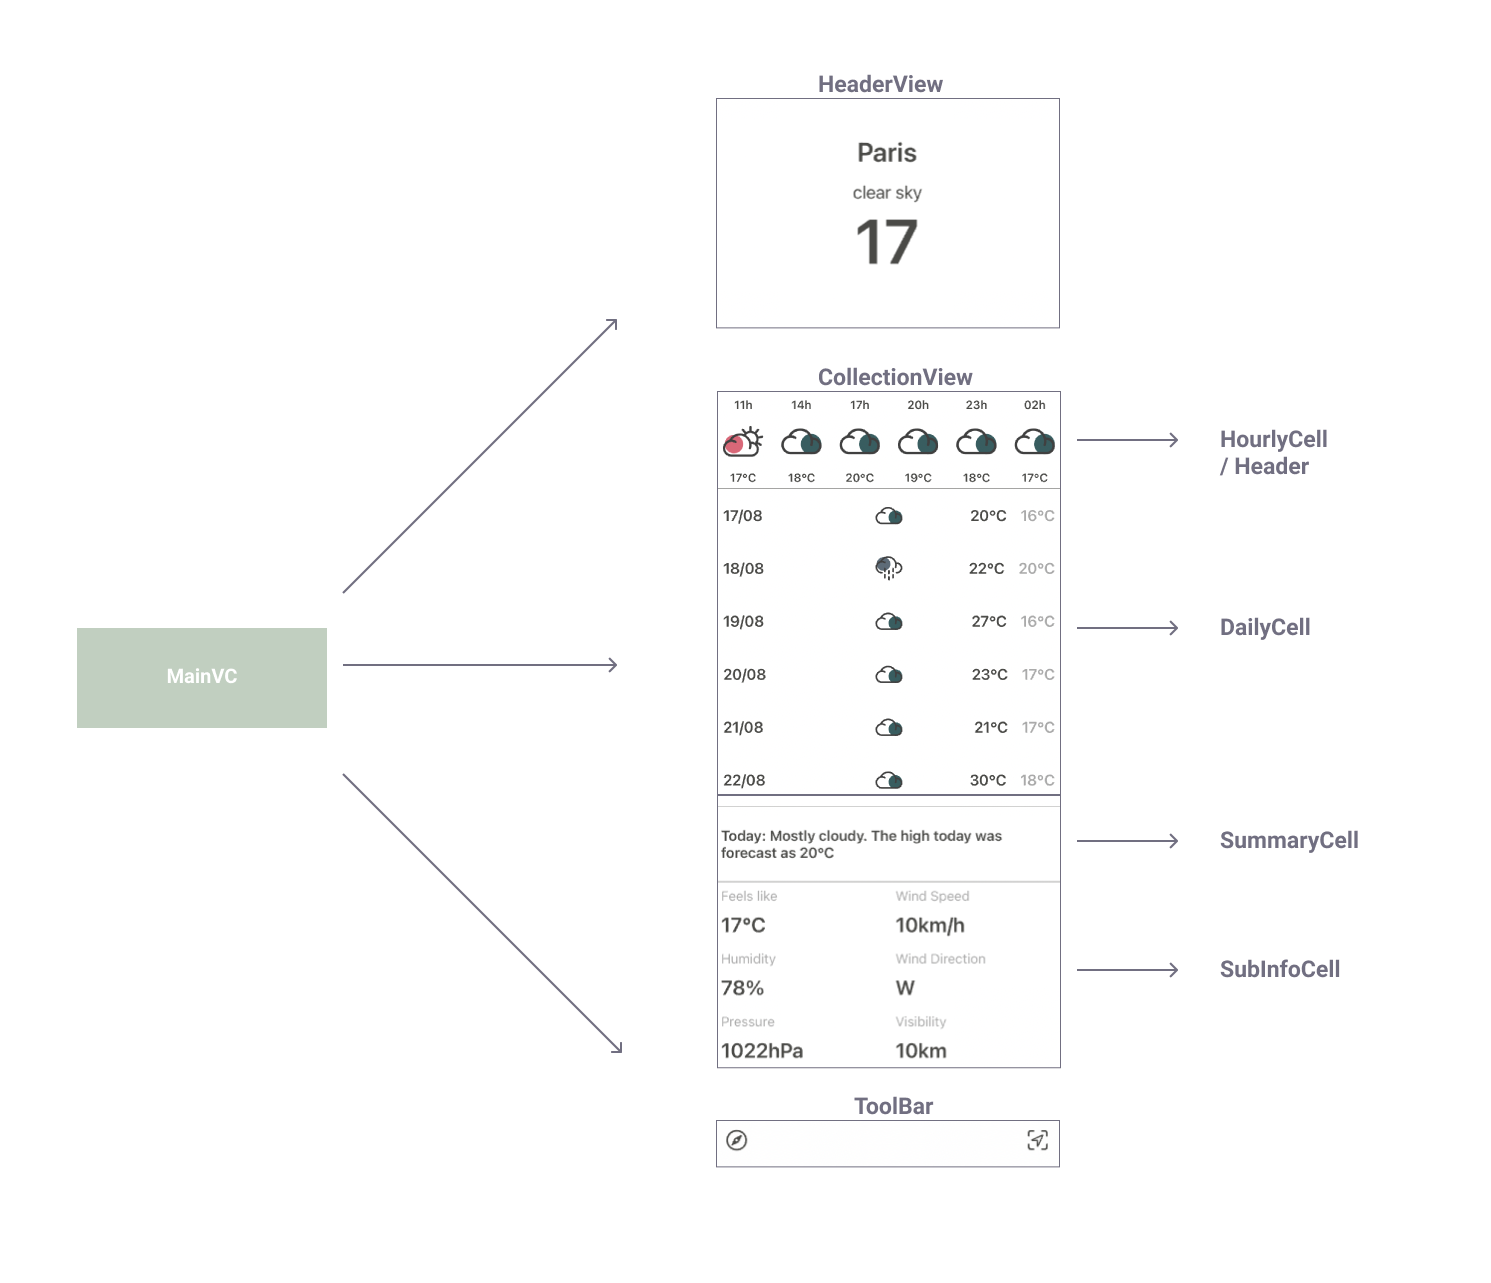 HeaderView
Paris
clear sky
17
CollectionView
11h 14h 17h 20h 23h 02h
17°C 18°C 20°C 19°C 18°C 17°C
HourlyCell
/ Header
17/08 20°C 16°C
18/08 22°C 20°C
19/08 27°C 16°C
DailyCell
20/08 23°C 17°C
MainVC
21/08 21°C 17°C
22/08 30°C 18°C
Today: Mostly cloudy. The high today was
forecast as 20°C
SummaryCell
Feels like Wind Speed
17°C 10km/h
Humidity Wind Direction
78% W
SubInfoCell
Pressure Visibility
1022hPa 10km
ToolBar